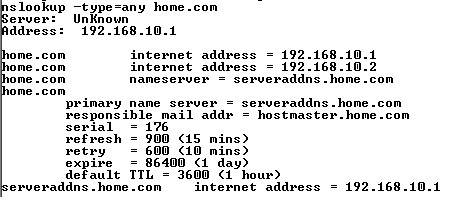 nslookup -type=any home.com
Server:  UnKnown
Address:  192.168.10.1

home.com        internet address = 192.168.10.1
home.com        internet address = 192.168.10.2
home.com        nameserver = serveraddns.home.com
home.com
        primary name server = serveraddns.home.com
        responsible mail addr = hostmaster.home.com
        serial  = 176
        refresh = 900 (15 mins)
        retry   = 600 (10 mins)
        expire  = 86400 (1 day)
        default TTL = 3600 (1 hour)
serveraddns.home.com    internet address = 192.168.10.1